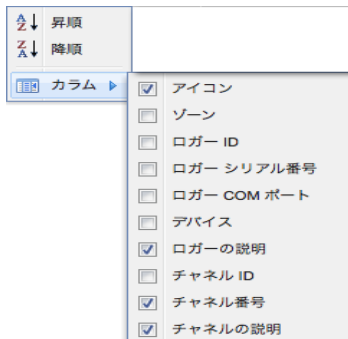 昇順
降順
カラム
アイコン
ゾーン
ロガー ID
ロガー シリアル番号
ロガー COM ポート
デバイス
ロガーの説明
チャネル ID
チャネル番号
チャネルの説明